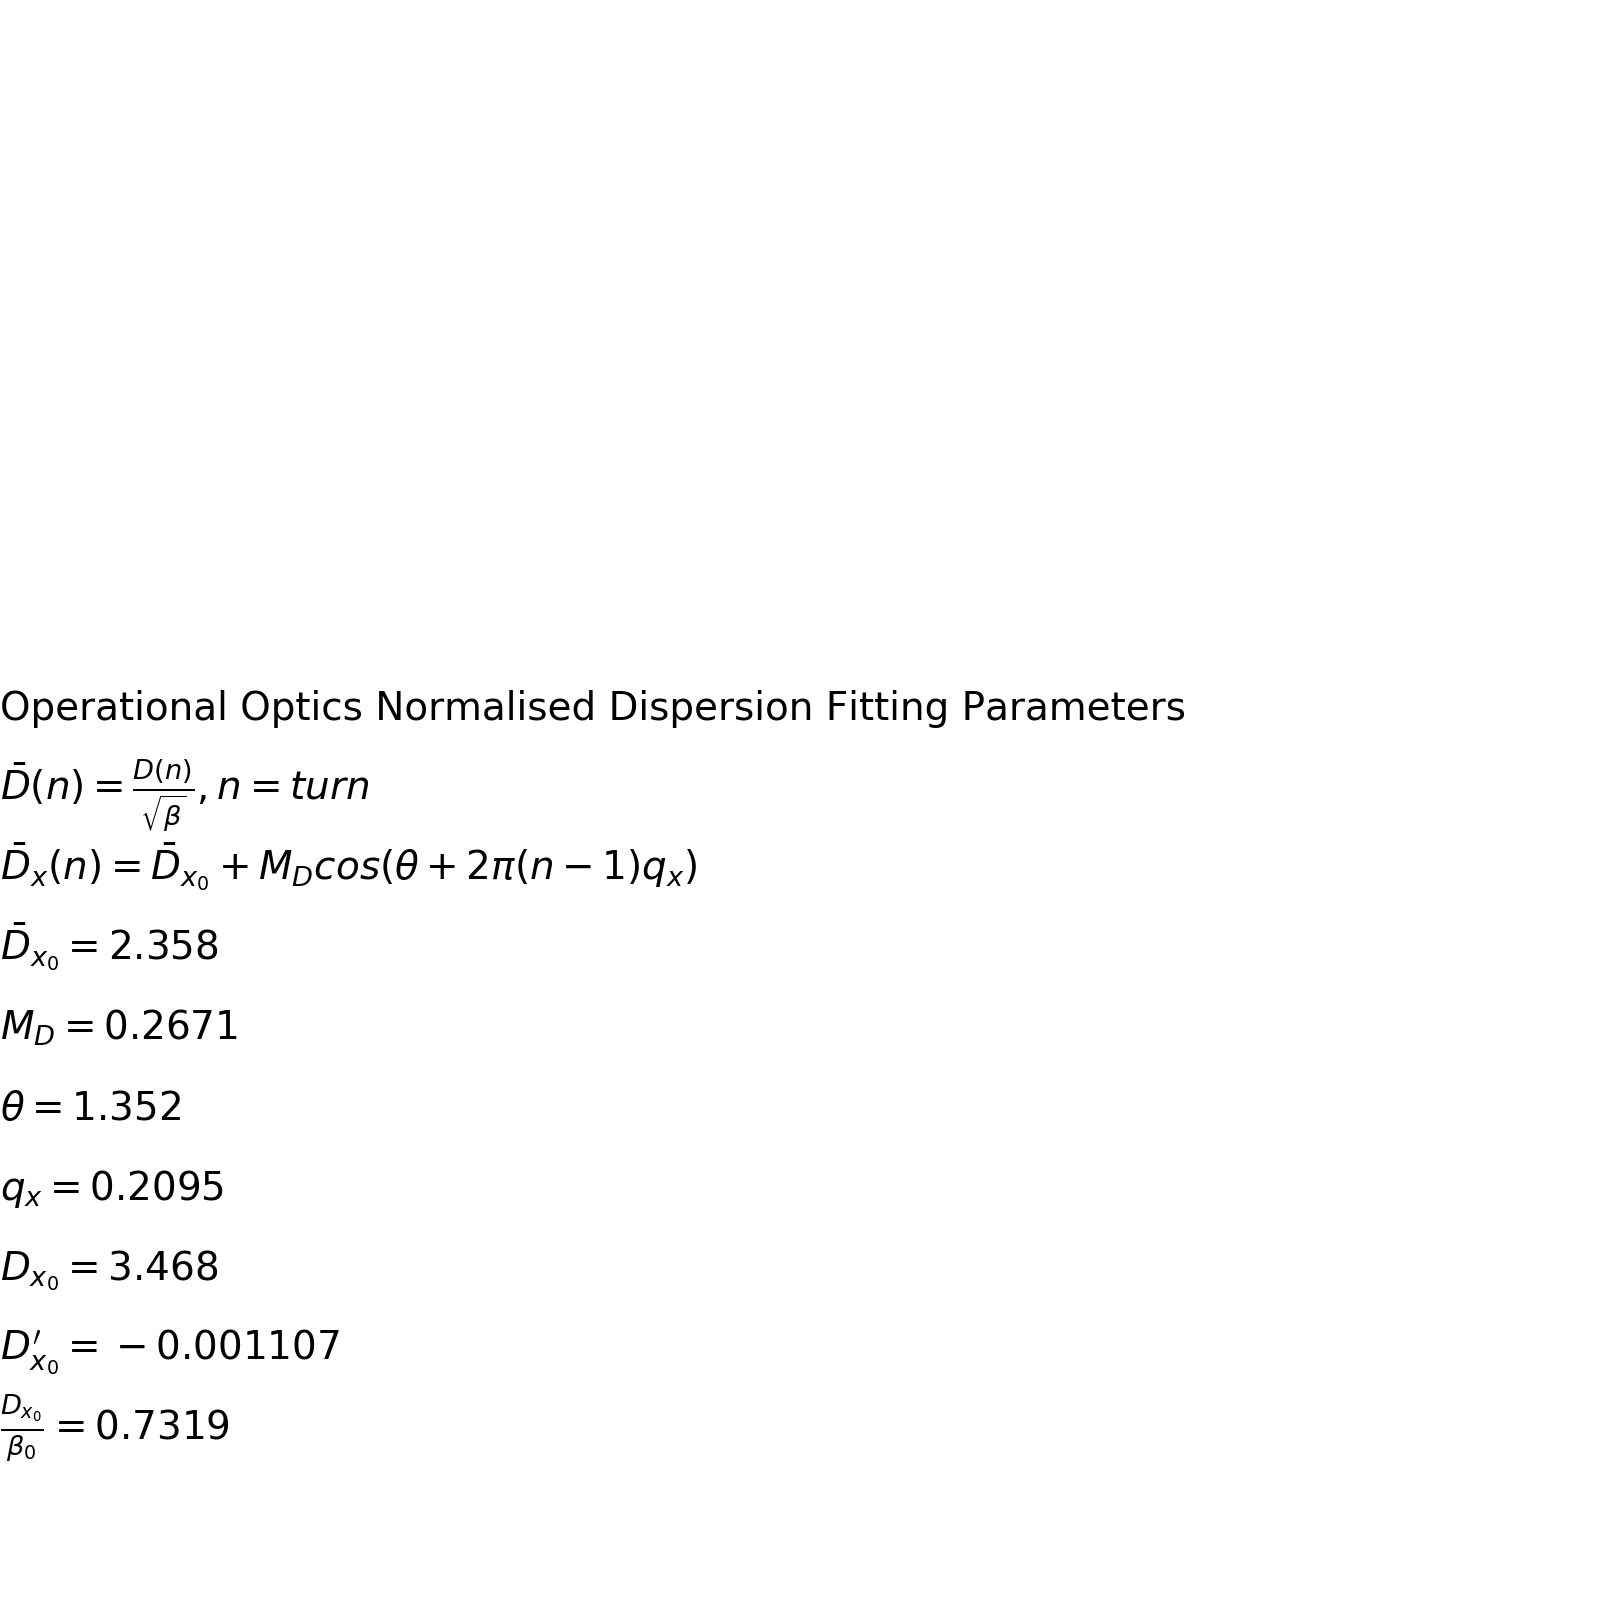 Operational Optics Normalised Dispersion Fitting Parameters
$\bar{D}(n) = \frac{D(n)}{\sqrt{\beta}}, n = turn$
$\bar{D}_x(n) = \bar{D}_{x_0} + M_D cos(\theta + 2\pi(n-1)q_x)$
$\bar{D}_{x_0} = 2.358$
$M_D = 0.2671$
$\theta = 1.352$
$q_x = 0.2095$
$D_{x_0} = 3.468$
$D'_{x_0} = -0.001107$
$\frac{D_{x_0}}{\beta_0} = 0.7319$